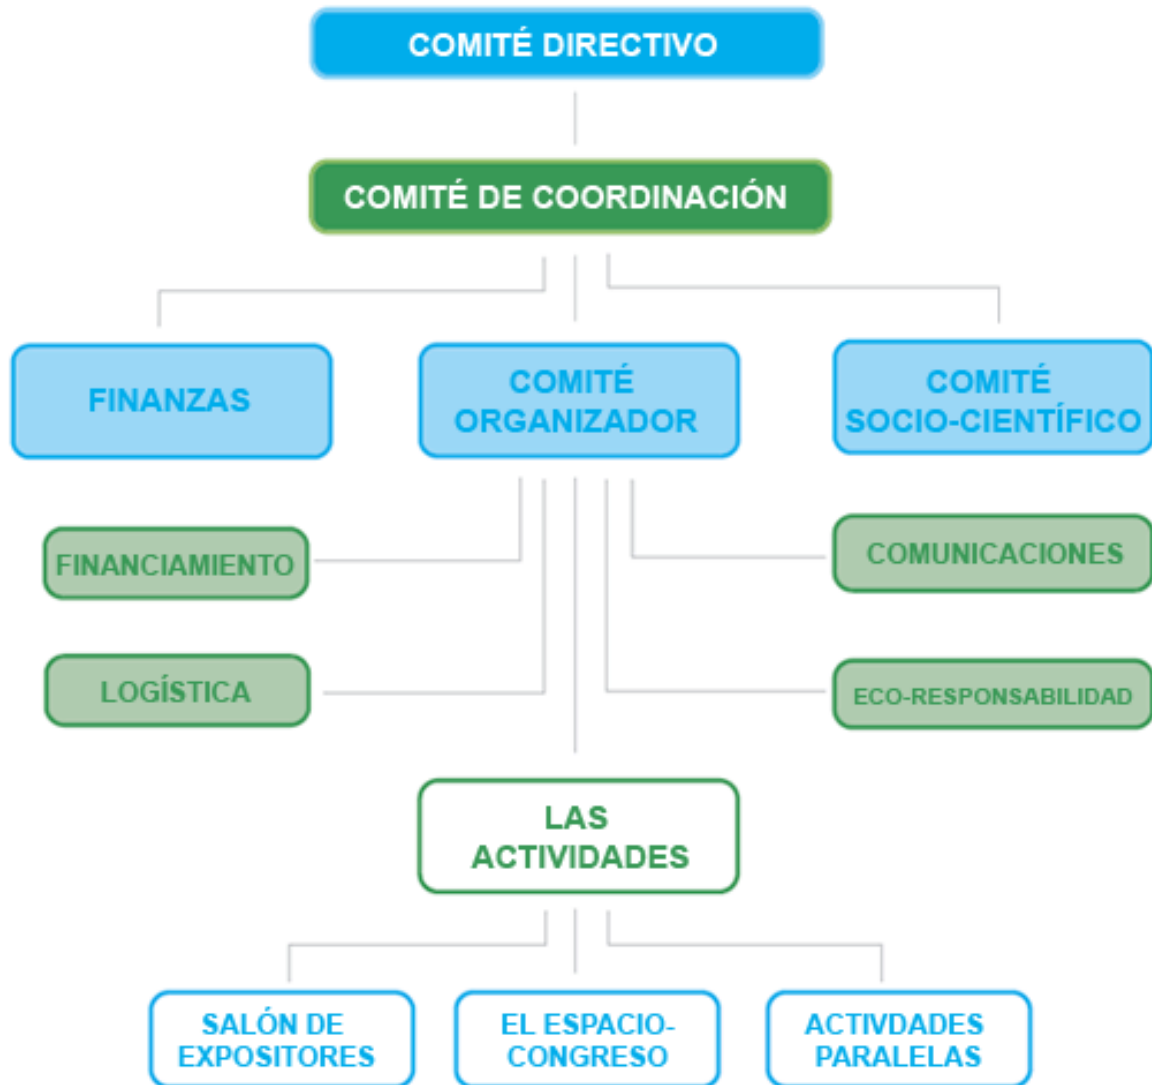 COMITÉ DIRECTIVO
COMITÉ DE COORDINACIÓN
FINANZAS
COMITÉ
ORGANIZADOR
COMITÉ
SOCIO-CIENTÍFICO
FINANCIAMIENTO
COMUNICACIONES
LOGÍSTICA
ECO-RESPONSABILIDAD
LAS
ACTIVIDADES
SALÓN DE
EXPOSITORES
EL ESPACIO-
CONGRESO
ACTIVDADES
PARALELAS